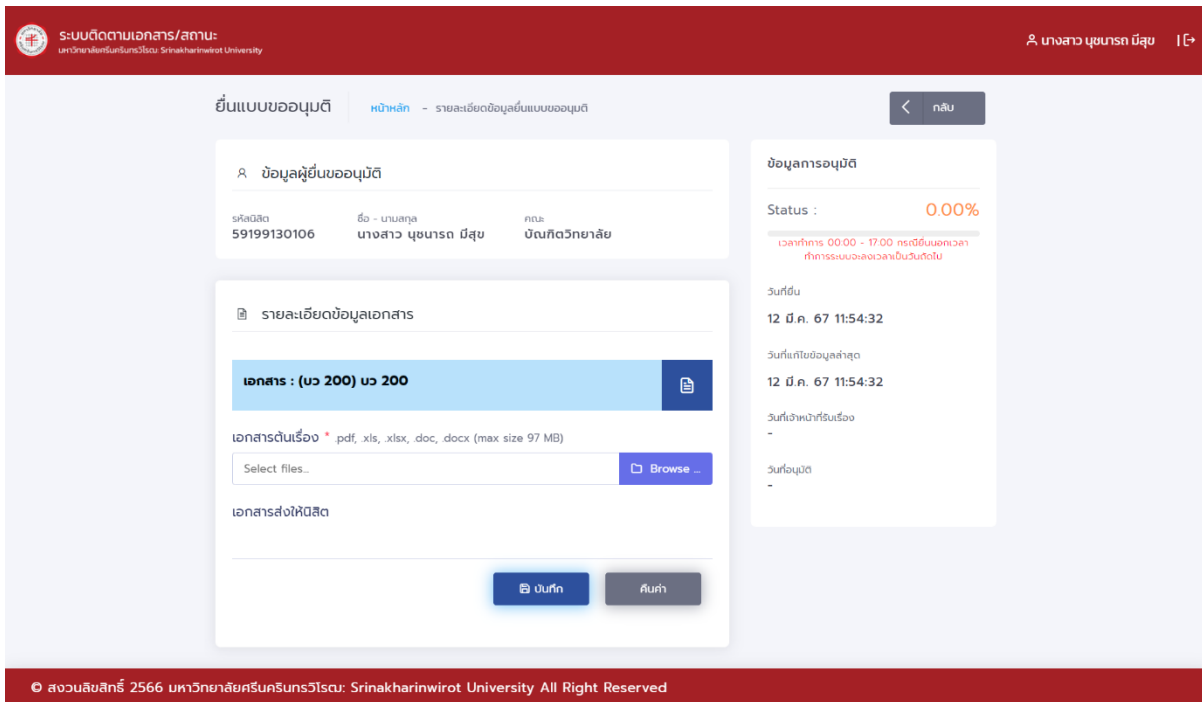 ระบบติดตามเอกสาร/สถานะ
มหาวิทยาลัยศรีนครินทรวิโรฒ: Srinakharinwirot University
นางสาว นุชนารถ มีสุข
ยื่นแบบขออนุมติ
หน้าหลัก - รายละเอียดข้อมูลยื่นแบบขออนุมติ
กลับ
ข้อมูลผู้ยื่นขออนุมัติ
รหัสนิสิต ชื่อ - นามสกุล คณะ
59199130106 นางสาว นุชนารถ มีสุข บัณฑิตวิทยาลัย
รายละเอียดข้อมูลเอกสาร
เอกสาร : (บว 200) บว 200
เอกสารต้นเรื่อง * .pdf, .xls, .xlsx, .doc, .docx (max size 97 MB)
Select files...
Browse ...
เอกสารส่งให้นิสิต
บันทึก
คืนค่า
ข้อมูลการอนุมัติ
Status : 0.00%
เวลาทำการ 00:00 - 17:00 กรณียื่นนอกเวลา
ทำการระบบจะลงเวลาเป็นวันถัดไป
วันที่ยื่น
12 มี.ค. 67 11:54:32
วันที่แก้ไขข้อมูลล่าสุด
12 มี.ค. 67 11:54:32
วันที่เจ้าหน้าที่รับเรื่อง
-
วันที่อนุมัติ
-
© สงวนลิขสิทธิ์ 2566 มหาวิทยาลัยศรีนครินทรวิโรฒ: Srinakharinwirot University All Right Reserved